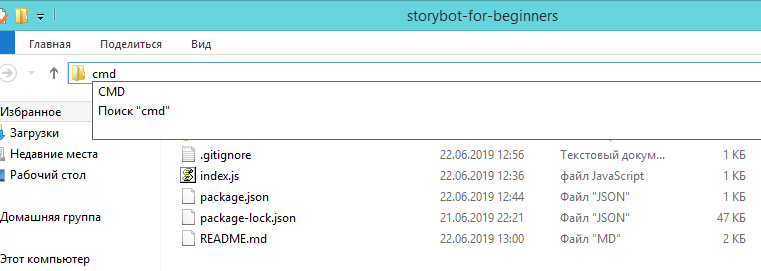 storybot-for-beginners
Главная Поделиться Вид
cmd
CMD
Поиск "cmd"
Избранное
Загрузки
Недавние места
Рабочий стол
Домашняя группа
Этот компьютер
.gitignore 22.06.2019 12:56 Текстовый докум... 1 КБ
index.js 22.06.2019 12:36 файл JavaScript 1 КБ
package.json 22.06.2019 12:44 Файл "JSON" 1 КБ
package-lock.json 21.06.2019 22:21 Файл "JSON" 47 КБ
README.md 22.06.2019 13:00 Файл "MD" 2 КБ